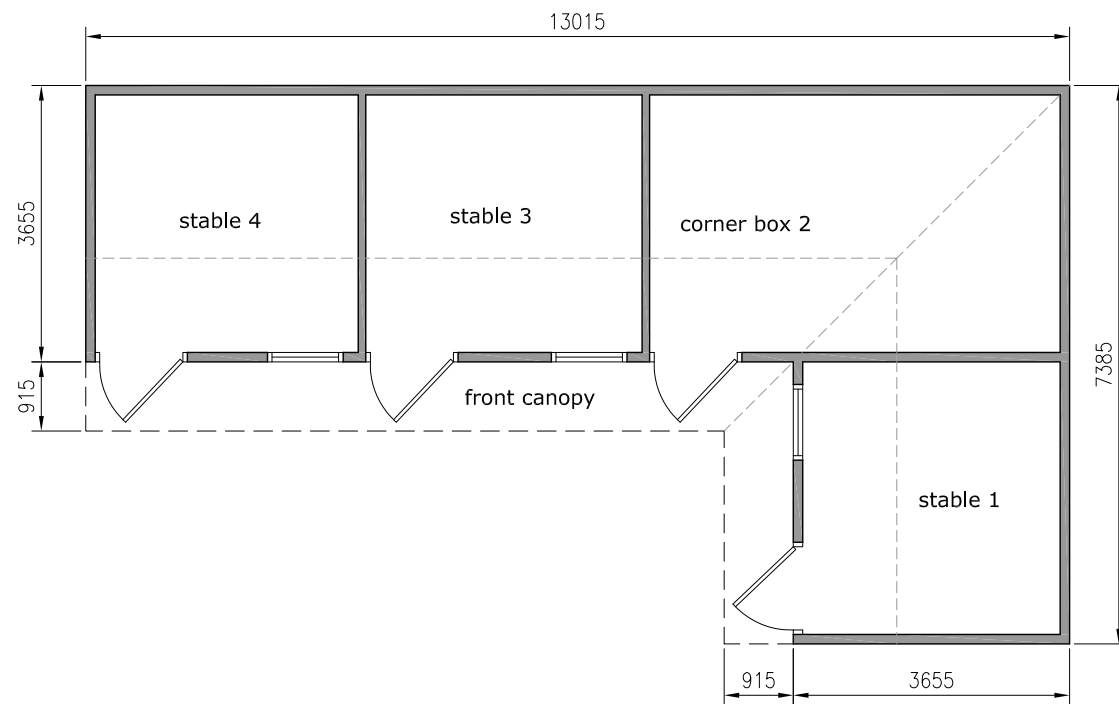 13015
3655
stable 4
stable 3
corner box 2
915
front canopy
7385
stable 1
915
3655